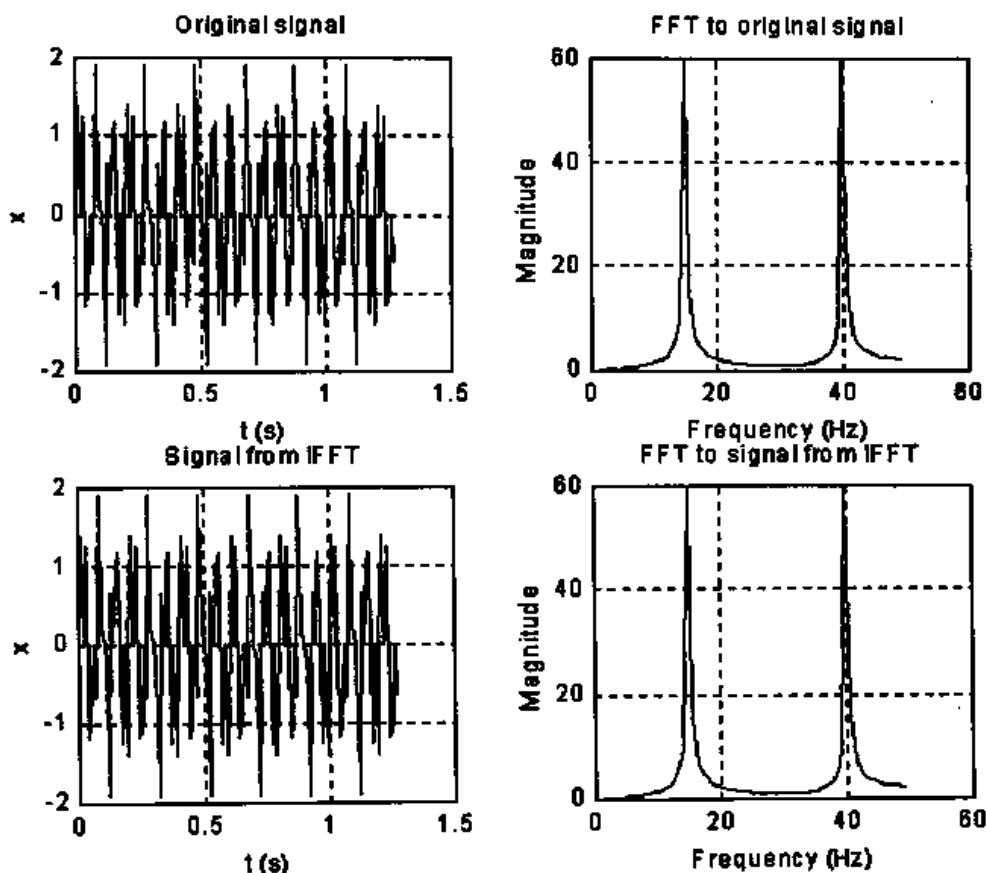 Original signal
x
2
1
0
-1
-2
0 0.5 1 1.5
t (s)
FFT to original signal
Magnitude
60
40
20
0
0 20 40 60
Frequency (Hz)
Signal from IFFT
x
2
1
0
-1
-2
0 0.5 1 1.5
t (s)
FFT to signal from IFFT
Magnitude
60
40
20
0
0 20 40 60
Frequency (Hz)